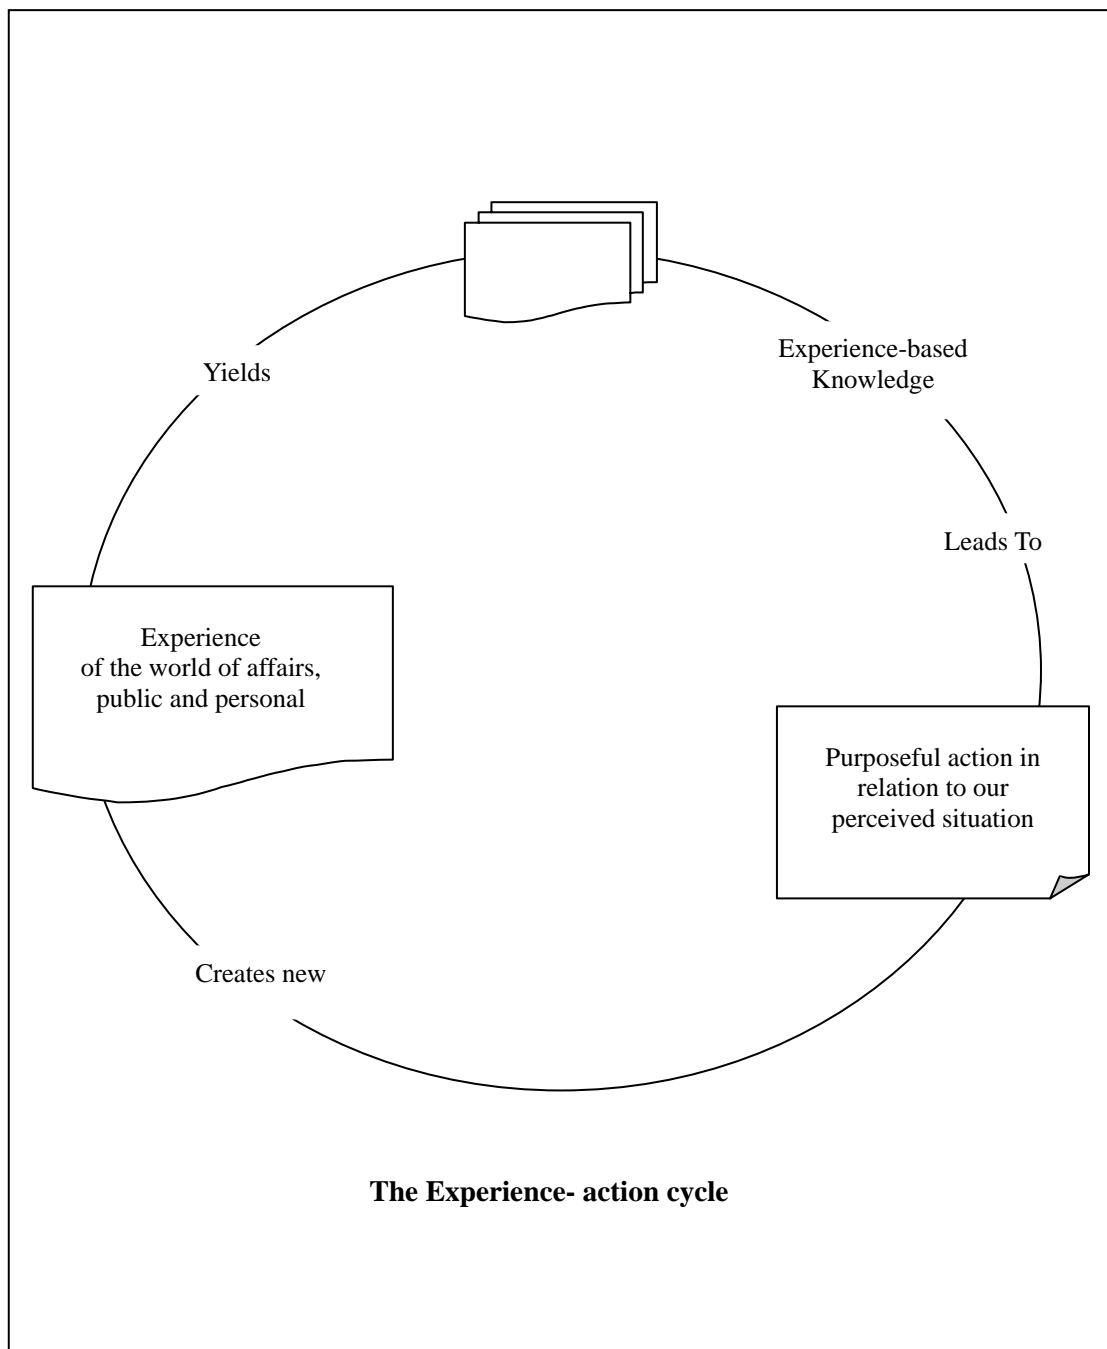 Experience-based
Knowledge
Yields
Leads To
Experience
of the world of affairs,
public and personal
Purposeful action in
relation to our
perceived situation
Creates new
The Experience- action cycle